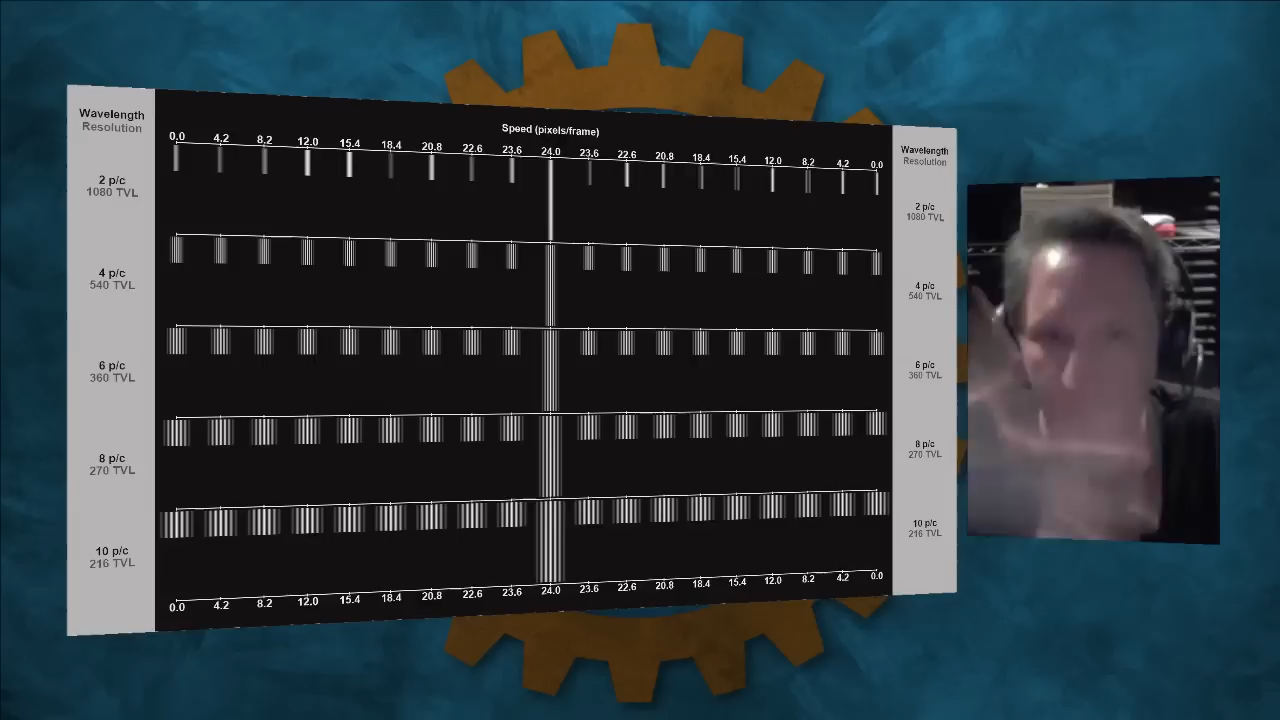 Wavelength
Resolution
Speed (pixels/frame)
0.0 4.2 8.2 12.0 15.4 18.4 20.8 22.6 23.6 24.0 23.6 22.6 20.8 18.4 15.4 12.0 8.2 4.2 0.0
Wavelength
Resolution
2 p/c
1080 TVL
2 p/c
1080 TVL
4 p/c
540 TVL
4 p/c
540 TVL
6 p/c
360 TVL
6 p/c
360 TVL
8 p/c
270 TVL
8 p/c
270 TVL
10 p/c
216 TVL
10 p/c
216 TVL
0.0 4.2 8.2 12.0 15.4 18.4 20.8 22.6 23.6 24.0 23.6 22.6 20.8 18.4 15.4 12.0 8.2 4.2 0.0